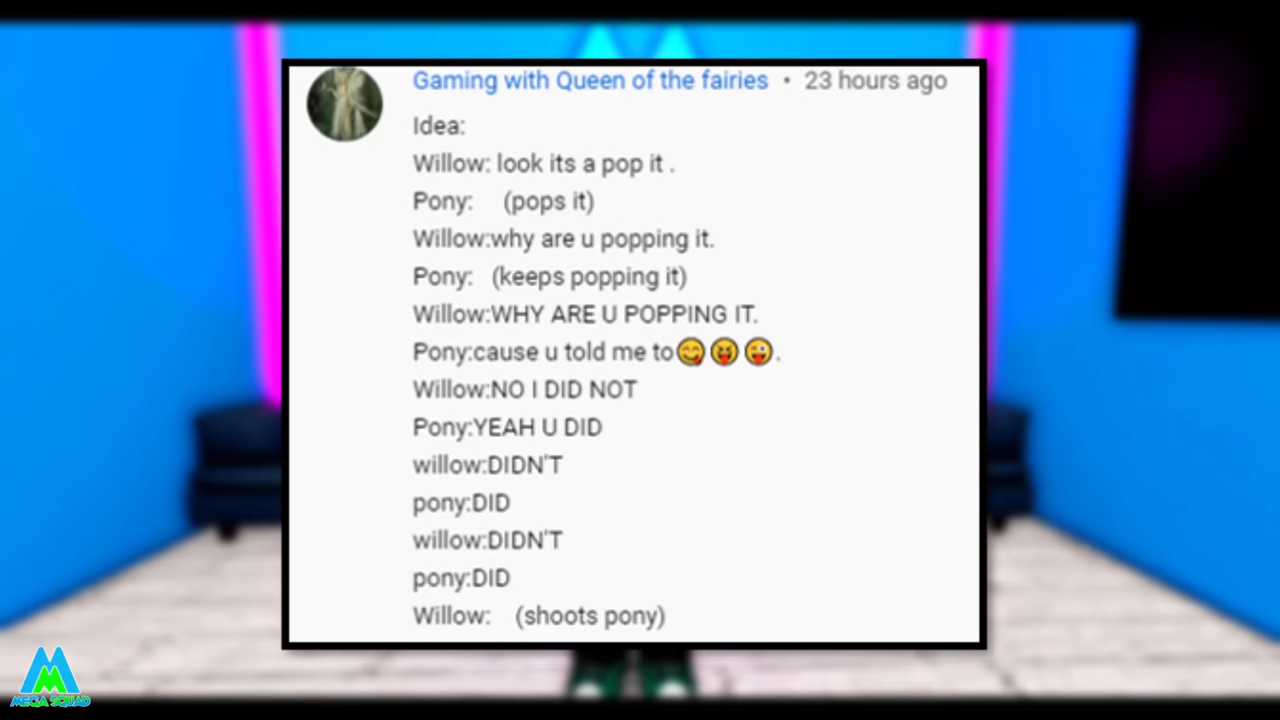 Gaming with Queen of the fairies • 23 hours ago
Idea:
Willow: look its a pop it .
Pony: (pops it)
Willow:why are u popping it.
Pony: (keeps popping it)
Willow:WHY ARE U POPPING IT.
Pony:cause u told me to😋😝😜.
Willow:NO I DID NOT
Pony:YEAH U DID
willow:DIDN'T
pony:DID
willow:DIDN'T
pony:DID
Willow: (shoots pony)
MEGA SQUAD